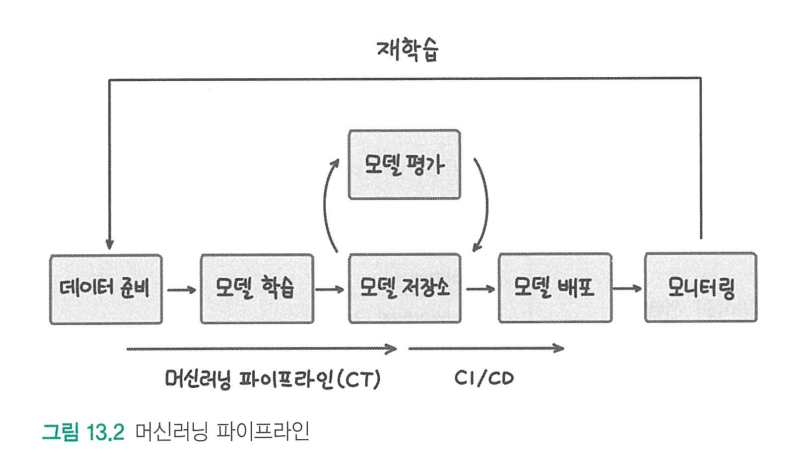 재학습
모델 평가
데이터 준비
모델 학습
모델 저장소
모델 배포
모니터링
머신러닝 파이프라인(CT)
CI/CD
그림 13.2 머신러닝 파이프라인